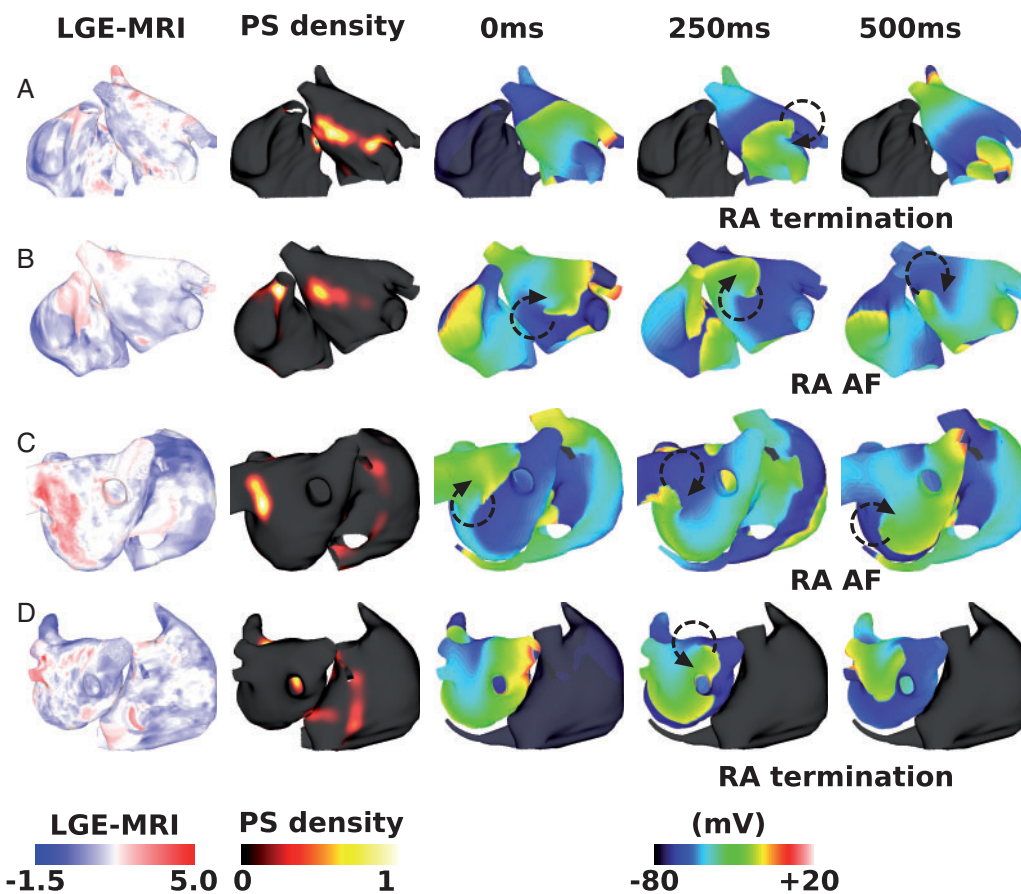 LGE-MRI PS density 0ms 250ms 500ms
A
RA termination
B
RA AF
C
RA AF
D
RA termination
LGE-MRI PS density (mV)
-1.5 5.0 0 1 -80 +20